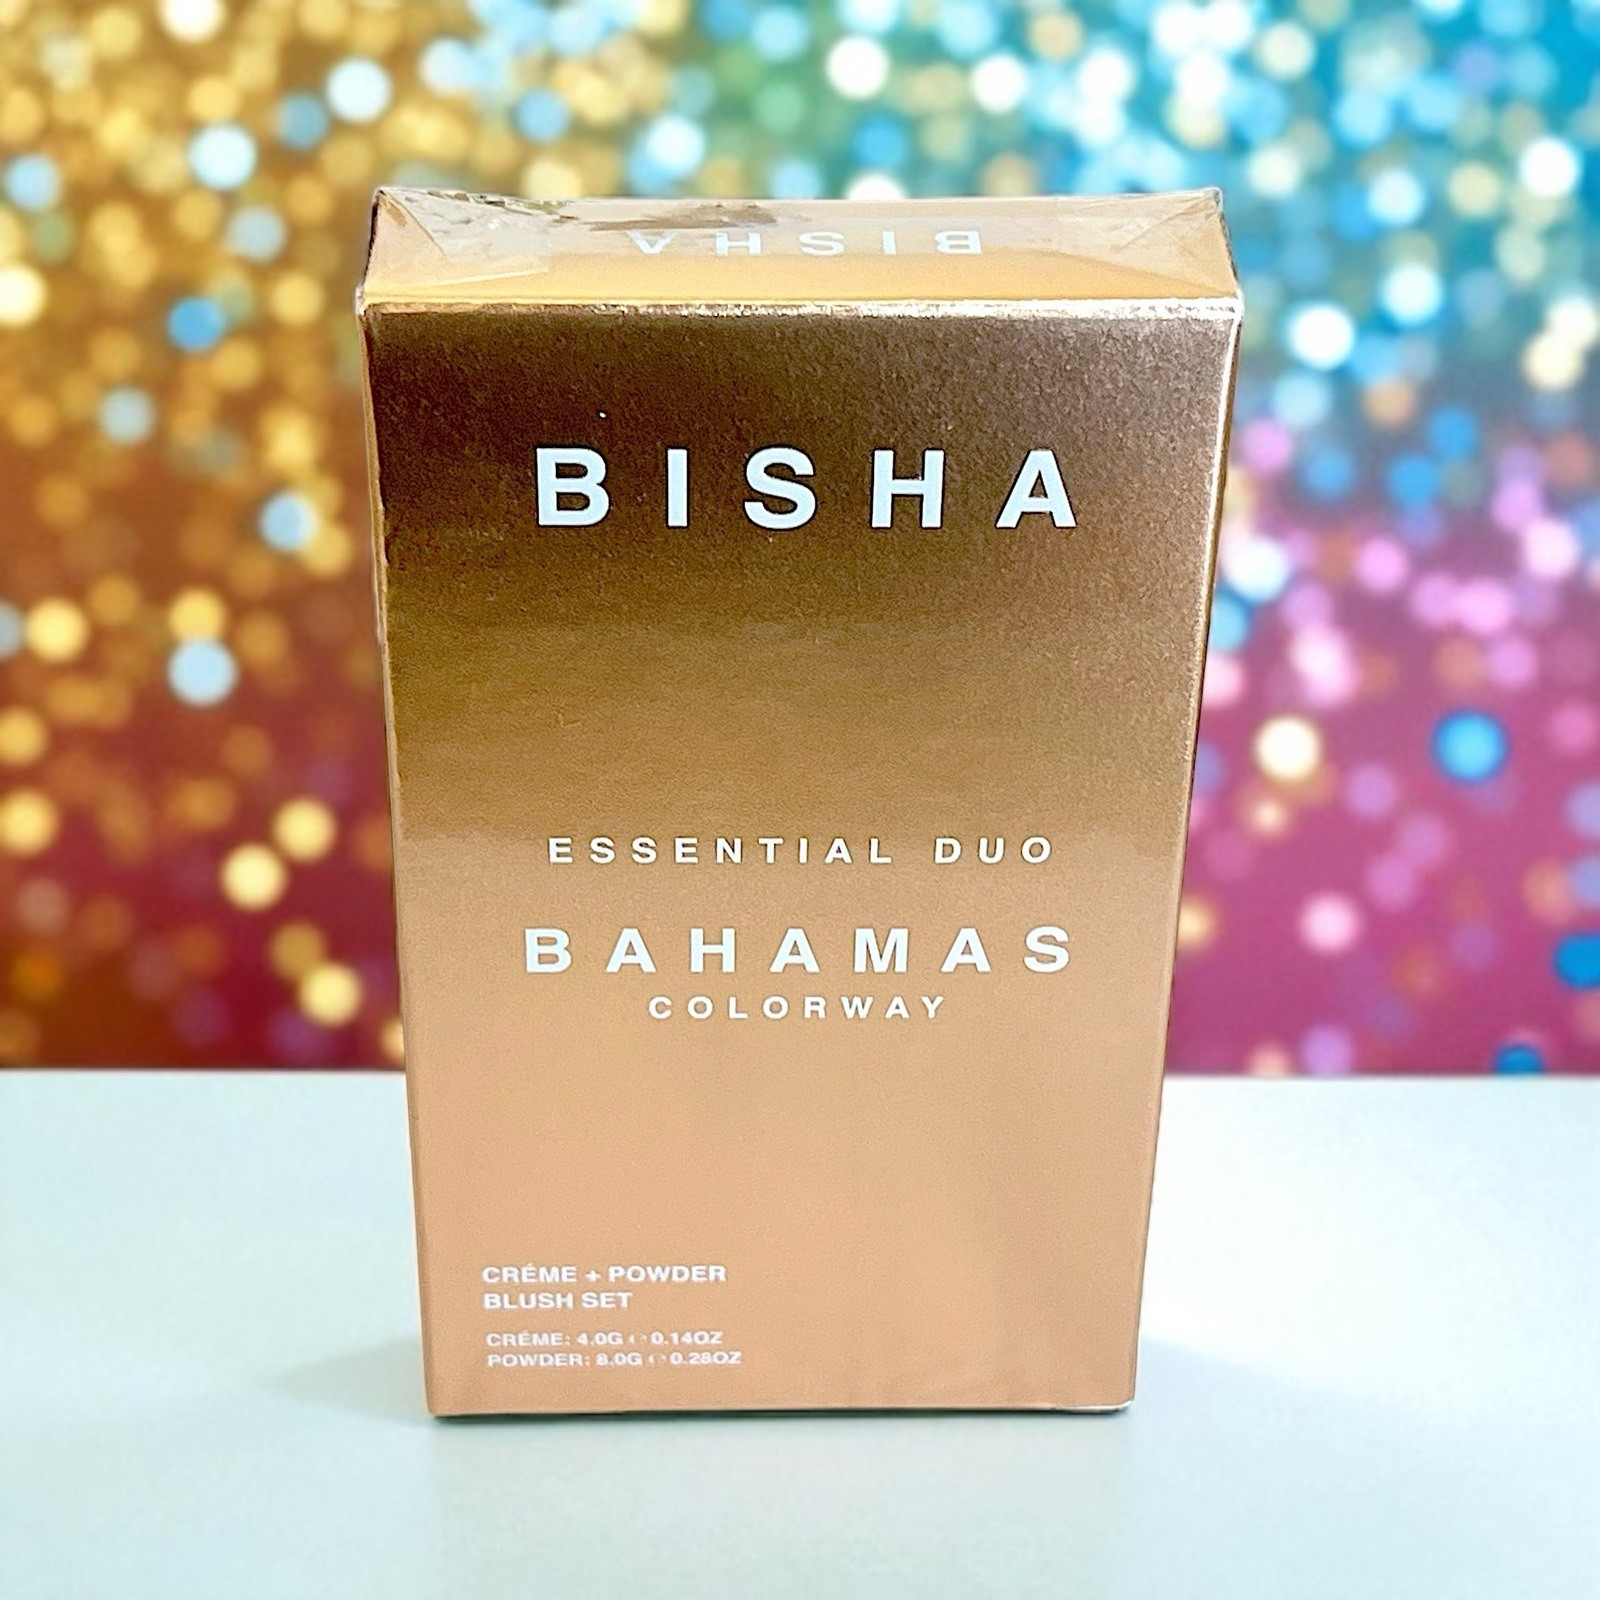 BISHA
BISHA
ESSENTIAL DUO
BAHAMAS
COLORWAY
CRÉME + POWDER
BLUSH SET
CRÉME: 4.0G e 0.14OZ
POWDER: 8.0G e 0.28OZ